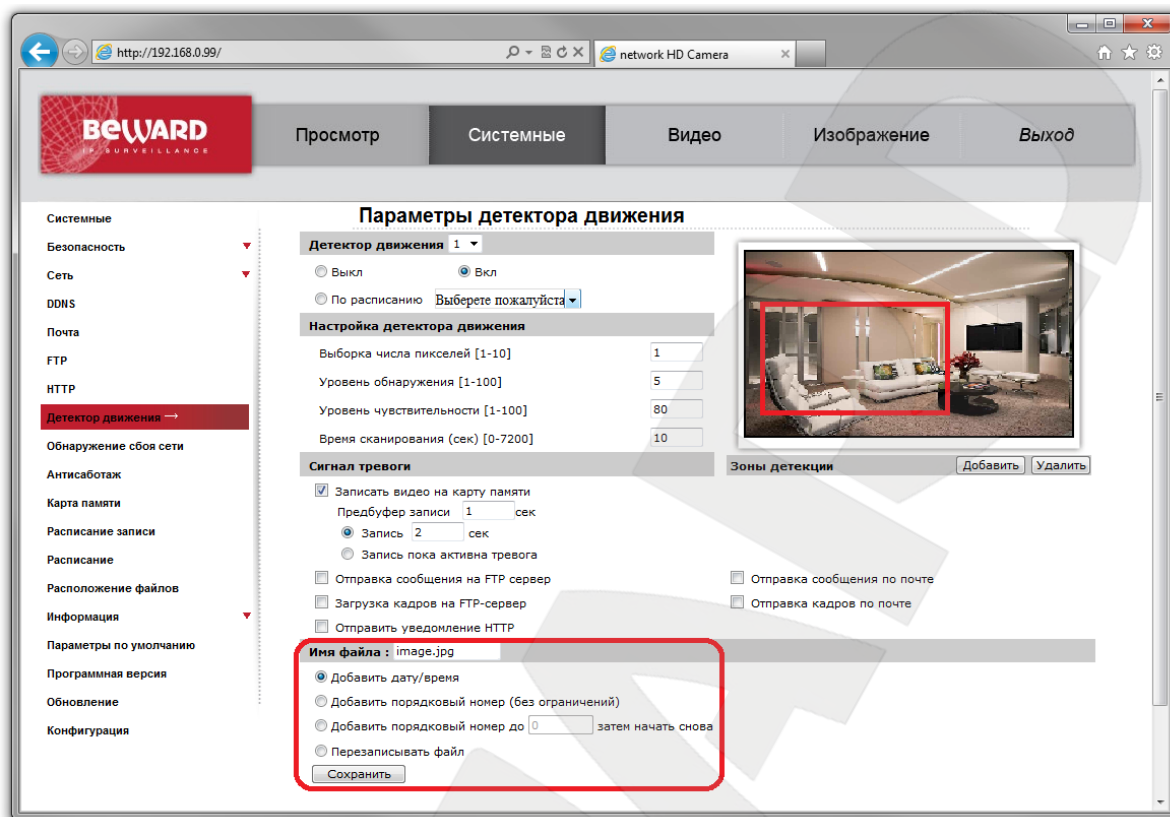 http://192.168.0.99/
network HD Camera
BEWARD
IP SURVEILLANCE
Просмотр
Системные
Видео
Изображение
Выход
Системные
Безопасность
Сеть
DDNS
Почта
FTP
HTTP
Детектор движения →
Обнаружение сбоя сети
Антисаботаж
Карта памяти
Расписание записи
Расписание
Расположение файлов
Информация
Параметры по умолчанию
Программная версия
Обновление
Конфигурация
Параметры детектора движения
Детектор движения 1
Выкл Вкл
По расписанию Выберете пожалуйста
Настройка детектора движения
Выборка числа пикселей [1-10] 1
Уровень обнаружения [1-100] 5
Уровень чувствительности [1-100] 80
Время сканирования (сек) [0-7200] 10
Зоны детекции Добавить Удалить
Сигнал тревоги
Записать видео на карту памяти
Предбуфер записи 1 сек
Запись 2 сек
Запись пока активна тревога
Отправка сообщения на FTP сервер Отправка сообщения по почте
Загрузка кадров на FTP-сервер Отправка кадров по почте
Отправить уведомление HTTP
Имя файла : image.jpg
Добавить дату/время
Добавить порядковый номер (без ограничений)
Добавить порядковый номер до 0 затем начать снова
Перезаписывать файл
Сохранить